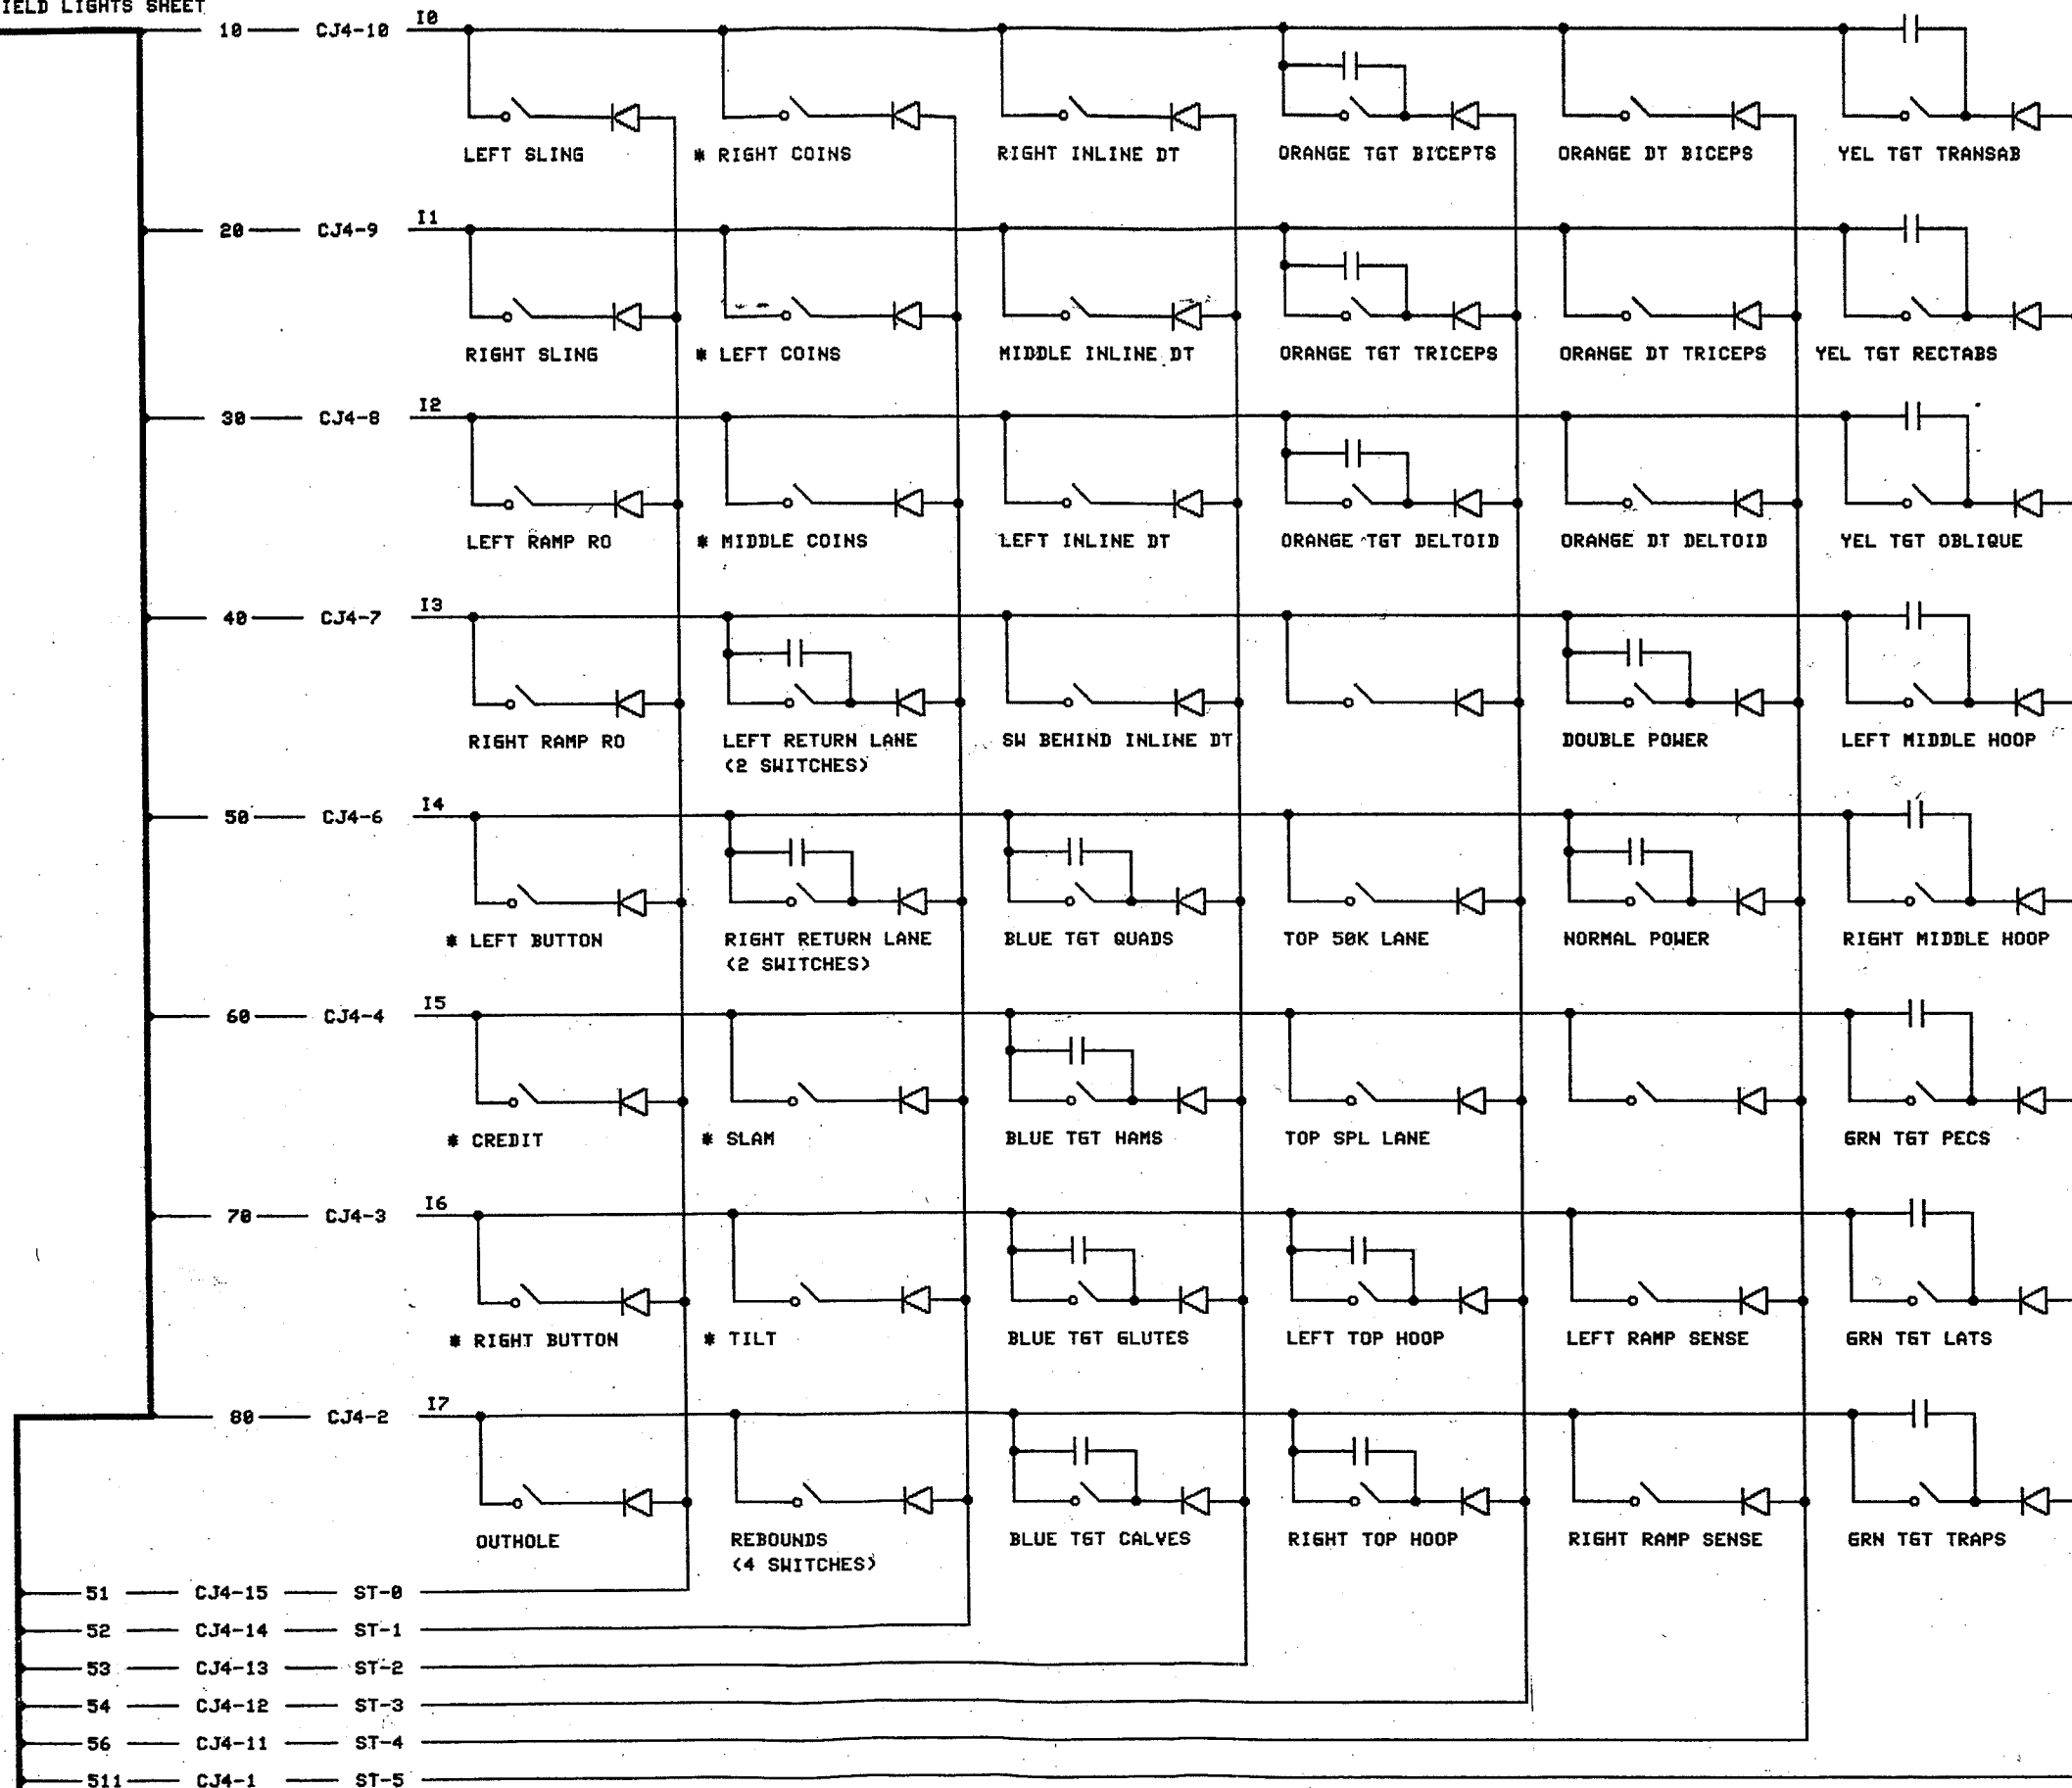 IELD LIGHTS SHEET
10 CJ4-10 I0
LEFT SLING * RIGHT COINS RIGHT INLINE DT ORANGE TGT BICEPTS ORANGE DT BICEPS YEL TGT TRANSAB
20 CJ4-9 I1
RIGHT SLING * LEFT COINS MIDDLE INLINE DT ORANGE TGT TRICEPS ORANGE DT TRICEPS YEL TGT RECTABS
30 CJ4-8 I2
LEFT RAMP RO * MIDDLE COINS LEFT INLINE DT ORANGE TGT DELTOID ORANGE DT DELTOID YEL TGT OBLIQUE
40 CJ4-7 I3
RIGHT RAMP RO LEFT RETURN LANE SW BEHIND INLINE DT DOUBLE POWER LEFT MIDDLE HOOP
(2 SWITCHES)
50 CJ4-6 I4
* LEFT BUTTON RIGHT RETURN LANE BLUE TGT QUADS TOP 50K LANE NORMAL POWER RIGHT MIDDLE HOOP
(2 SWITCHES)
60 CJ4-4 I5
* CREDIT * SLAM BLUE TGT HAMS TOP SPL LANE GRN TGT PECS
70 CJ4-3 I6
* RIGHT BUTTON * TILT BLUE TGT GLUTES LEFT TOP HOOP LEFT RAMP SENSE GRN TGT LATS
80 CJ4-2 I7
OUTHOLE REBOUNDS BLUE TGT CALVES RIGHT TOP HOOP RIGHT RAMP SENSE GRN TGT TRAPS
(4 SWITCHES)
51 CJ4-15 ST-0
52 CJ4-14 ST-1
53 CJ4-13 ST-2
54 CJ4-12 ST-3
56 CJ4-11 ST-4
511 CJ4-1 ST-5